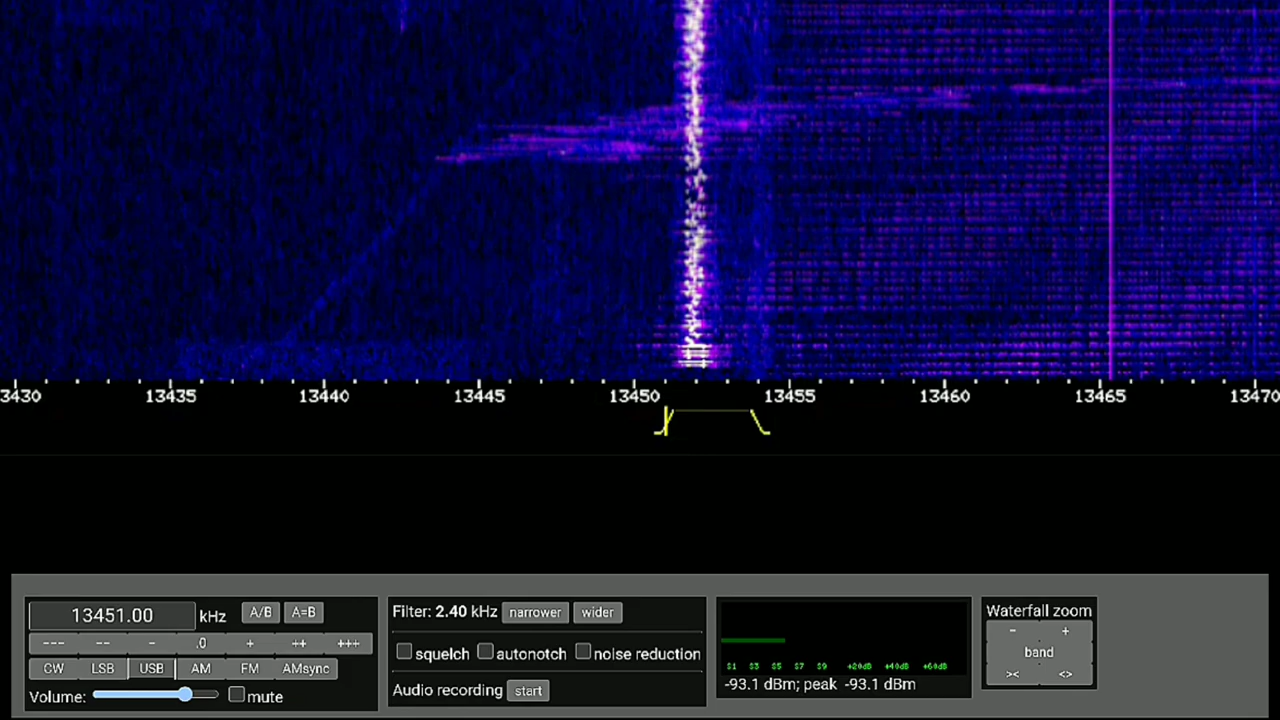 13430 13435 13440 13445 13450 13455 13460 13465 13470
13451.00 kHz A/B A=B
--- -- - .0 + ++ +++
CW LSB USB AM FM AMsync
Volume: mute
Filter: 2.40 kHz narrower wider
squelch autonotch noise reduction
Audio recording start
S1 S3 S5 S7 S9 +20dB +40dB +60dB
-93.1 dBm; peak -93.1 dBm
Waterfall zoom
- +
band
>< <>